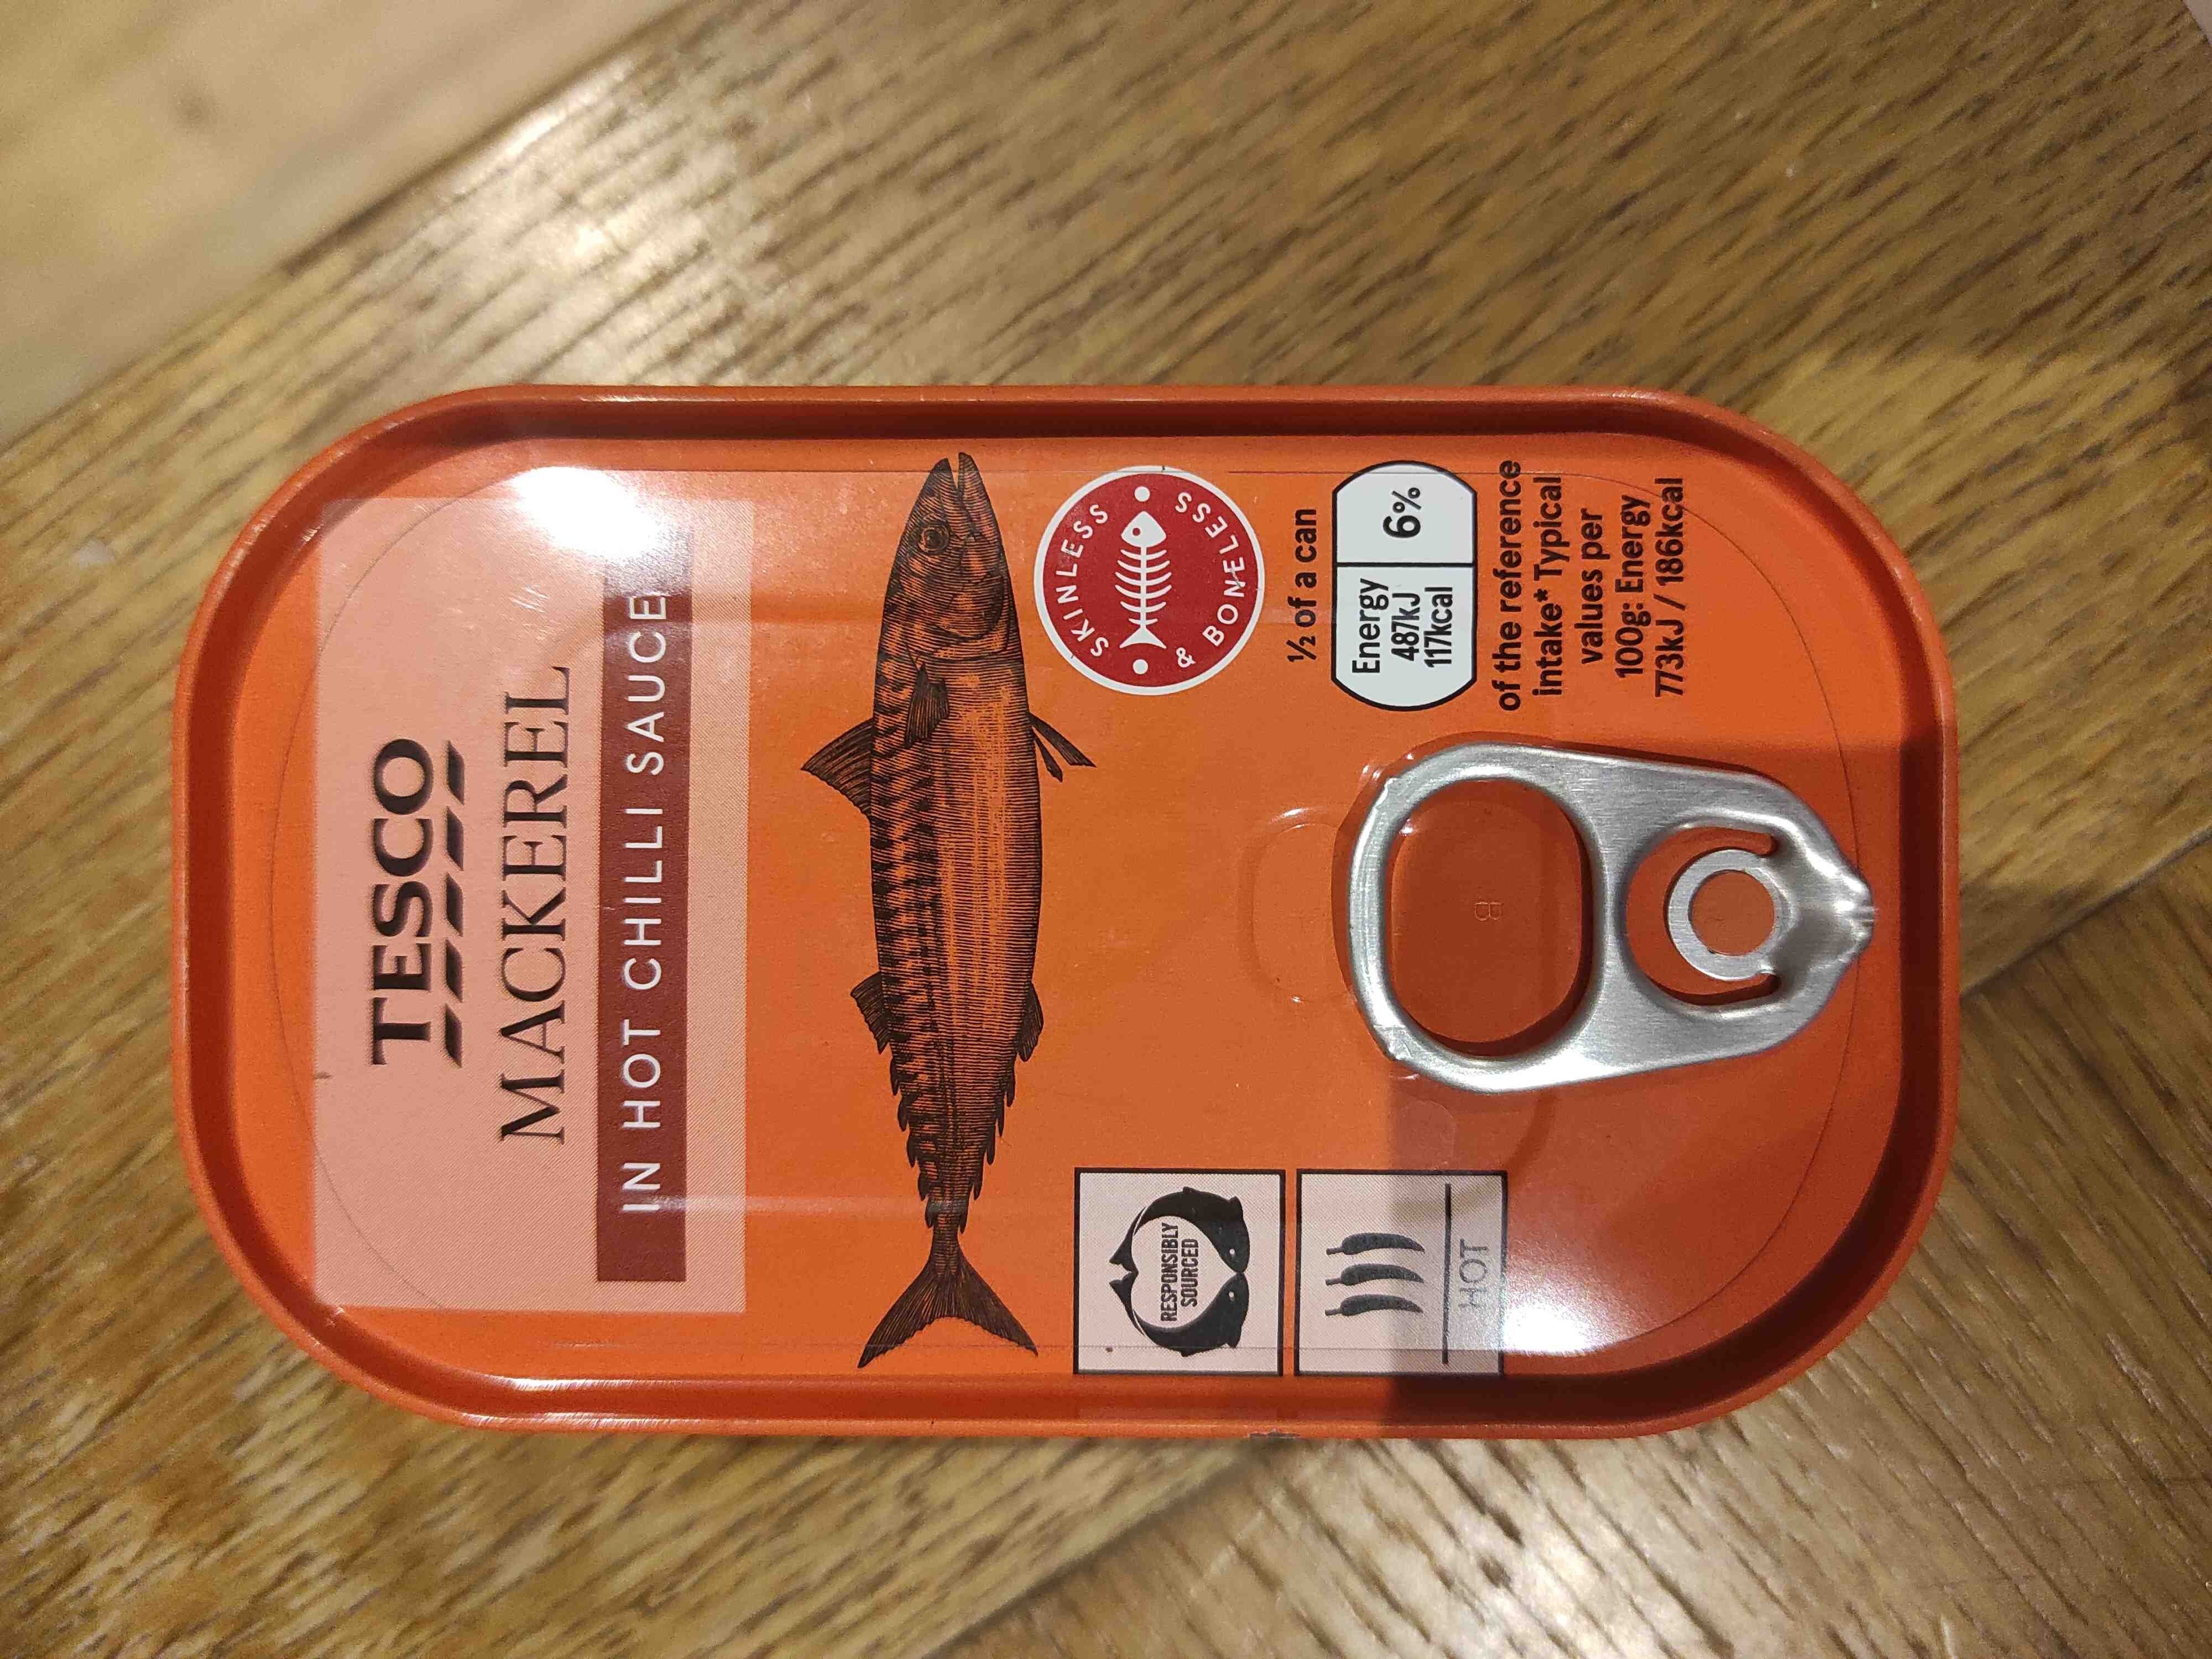 TESCO
MACKEREL
IN HOT CHILLI SAUCE
SKINLESS
& BONELESS
½ of a can
Energy
487kJ
117kcal
6%
of the reference
intake* Typical
values per
100g: Energy
773kJ / 186kcal
RESPONSIBLY
SOURCED
HOT
B